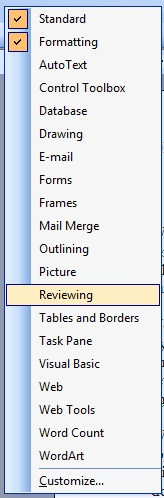 Standard
Formatting
AutoText
Control Toolbox
Database
Drawing
E-mail
Forms
Frames
Mail Merge
Outlining
Picture
Reviewing
Tables and Borders
Task Pane
Visual Basic
Web
Web Tools
Word Count
WordArt
Customize...